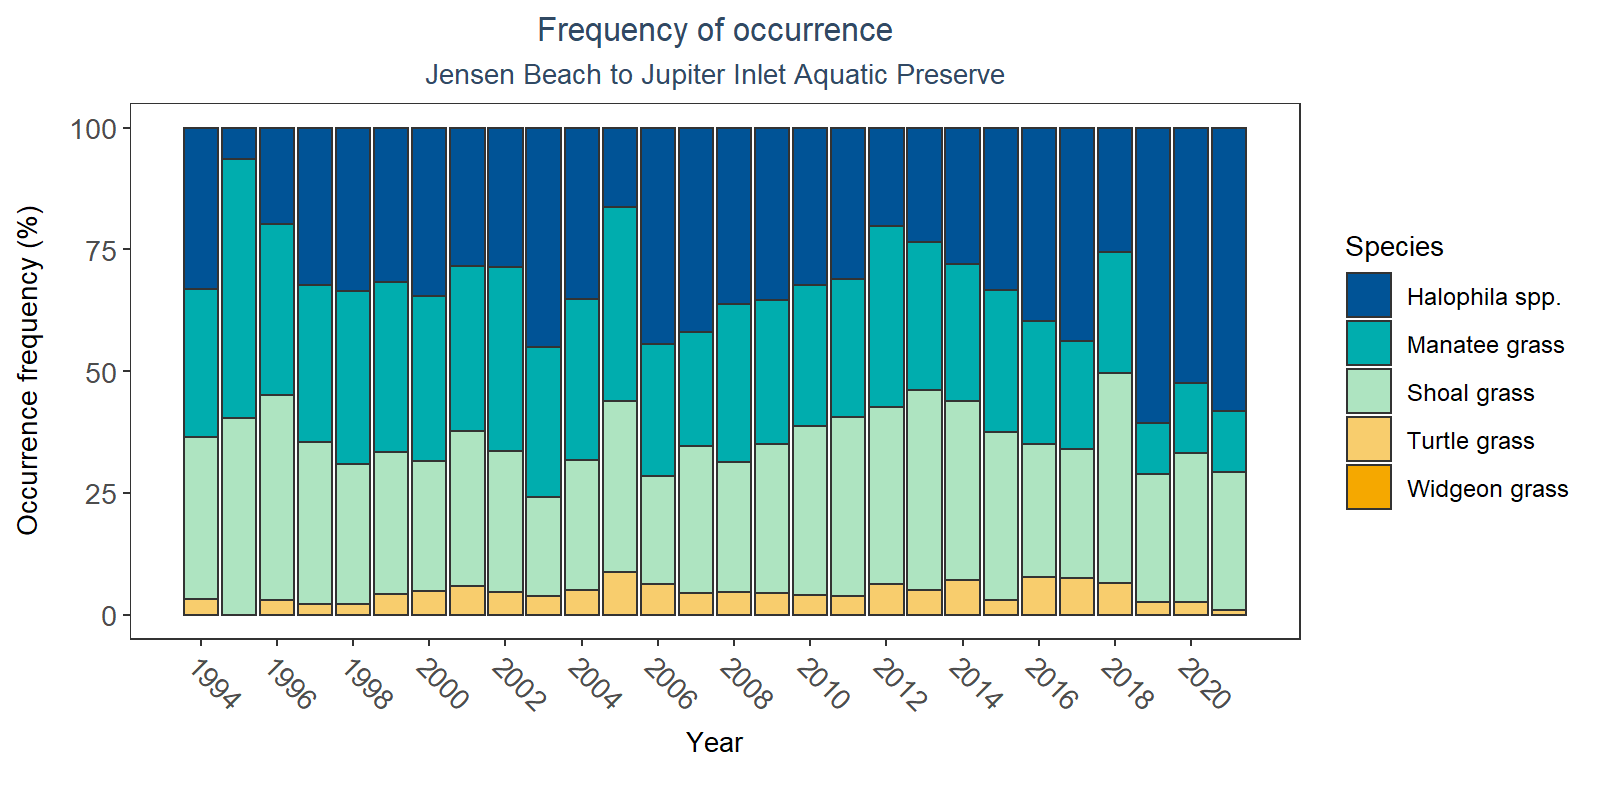 Frequency of occurrence
Jensen Beach to Jupiter Inlet Aquatic Preserve
Occurrence frequency (%)
100
75
50
25
0
1994
1996
1998
2000
2002
2004
2006
2008
2010
2012
2014
2016
2018
2020
Year
Species
Halophila spp.
Manatee grass
Shoal grass
Turtle grass
Widgeon grass